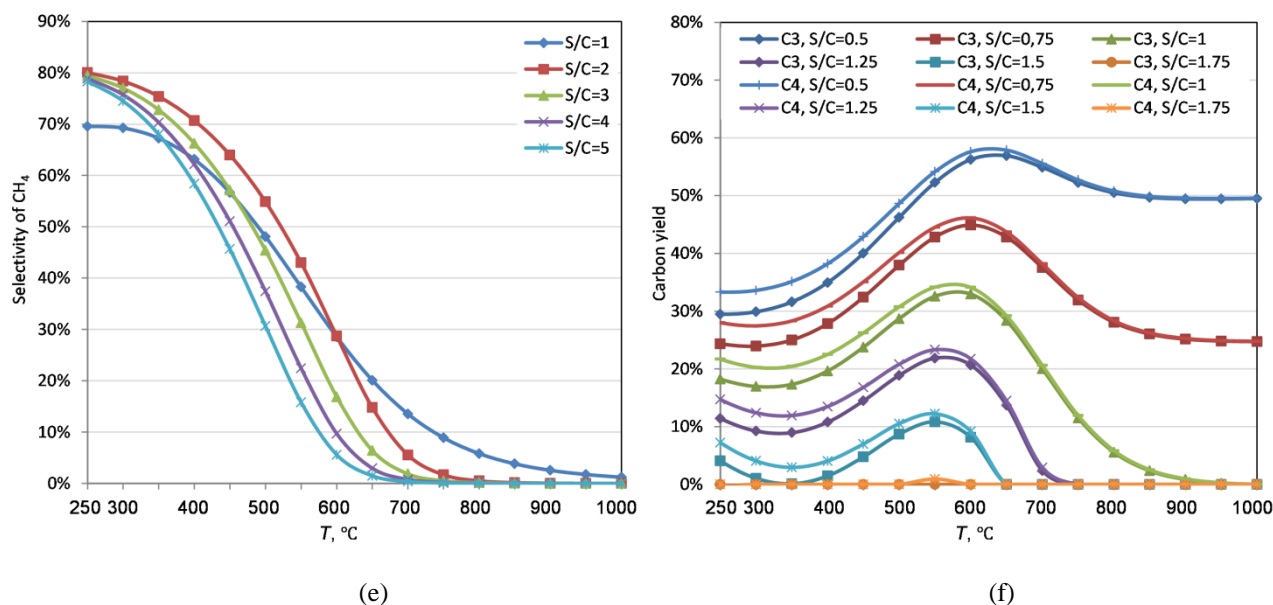 90%
80%
70%
60%
50%
40%
30%
20%
10%
0%
Selectivity of CH4
S/C=1
S/C=2
S/C=3
S/C=4
S/C=5
250 300 400 500 600 700 800 900 1000
T, °C
(e)
80%
70%
60%
50%
40%
30%
20%
10%
0%
Carbon yield
C3, S/C=0.5 C3, S/C=0,75 C3, S/C=1
C3, S/C=1.25 C3, S/C=1.5 C3, S/C=1.75
C4, S/C=0.5 C4, S/C=0,75 C4, S/C=1
C4, S/C=1.25 C4, S/C=1.5 C4, S/C=1.75
250 300 400 500 600 700 800 900 1000
T, °C
(f)